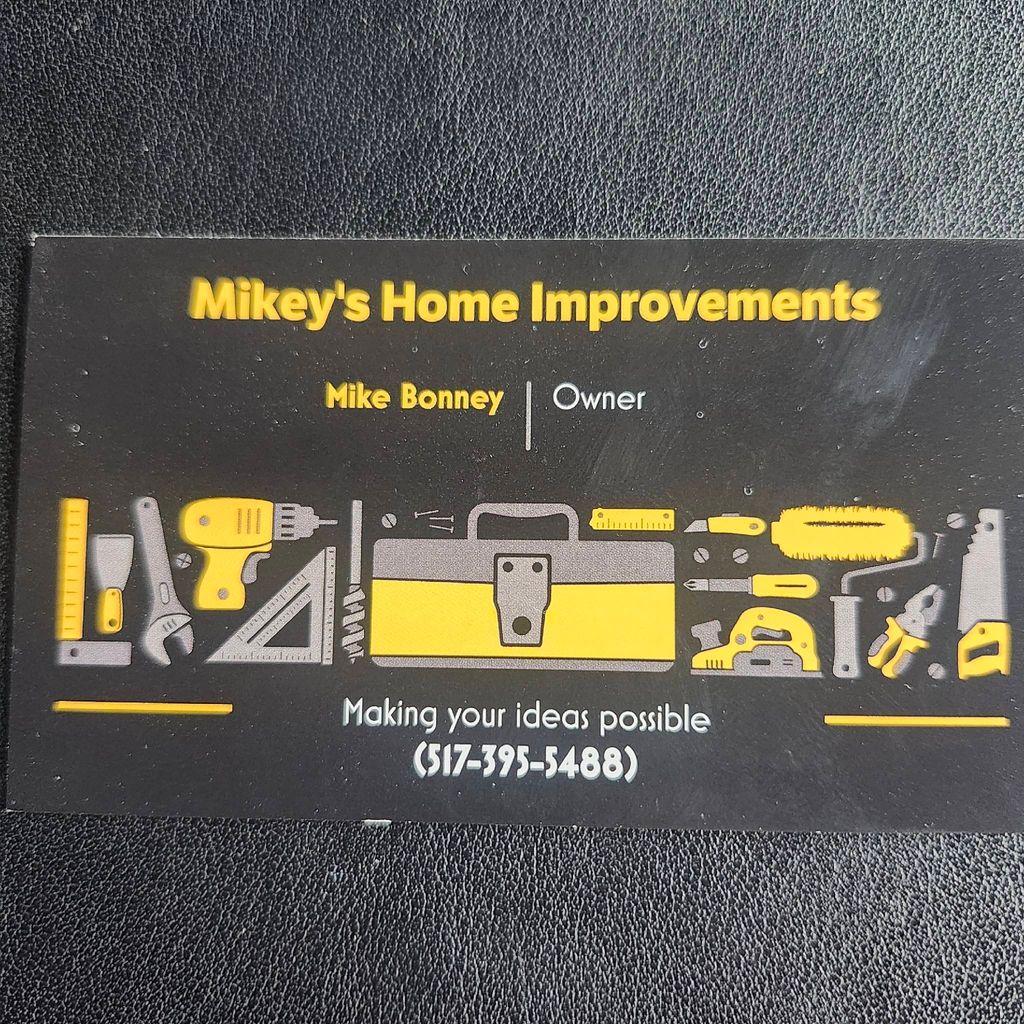 Mikey's Home Improvements
Mike Bonney | Owner
Making your ideas possible
(517-395-5488)